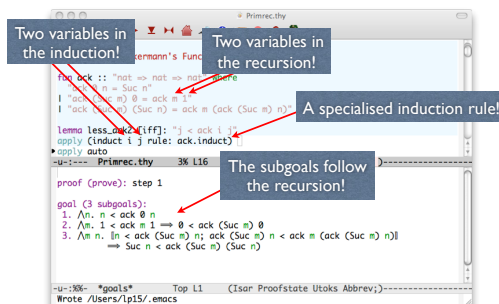 Primrec.thy
Two variables in
the induction!
Two variables in
the recursion!
ckermann's Func
fun ack :: "nat => nat => nat" where
"ack 0 n = Suc n"
| "ack (Suc m) 0 = ack m 1"
| "ack (Suc m) (Suc n) = ack m (ack (Suc m) n)"
A specialised induction rule!
lemma less_ack2 [iff]: "j < ack i j"
apply (induct i j rule: ack.induct)
apply auto
-u-:--- Primrec.thy 3% L16 )
The subgoals follow
the recursion!
proof (prove): step 1
goal (3 subgoals):
1. ⋀n. n < ack 0 n
2. ⋀m. 1 < ack m 1 ⟹ 0 < ack (Suc m) 0
3. ⋀m n. ⟦n < ack (Suc m) n; ack (Suc m) n < ack m (ack (Suc m) n)⟧
⟹ Suc n < ack (Suc m) (Suc n)
-u-:%%- *goals* Top L1 (Isar Proofstate Utoks Abbrev;)
Wrote /Users/lp15/.emacs